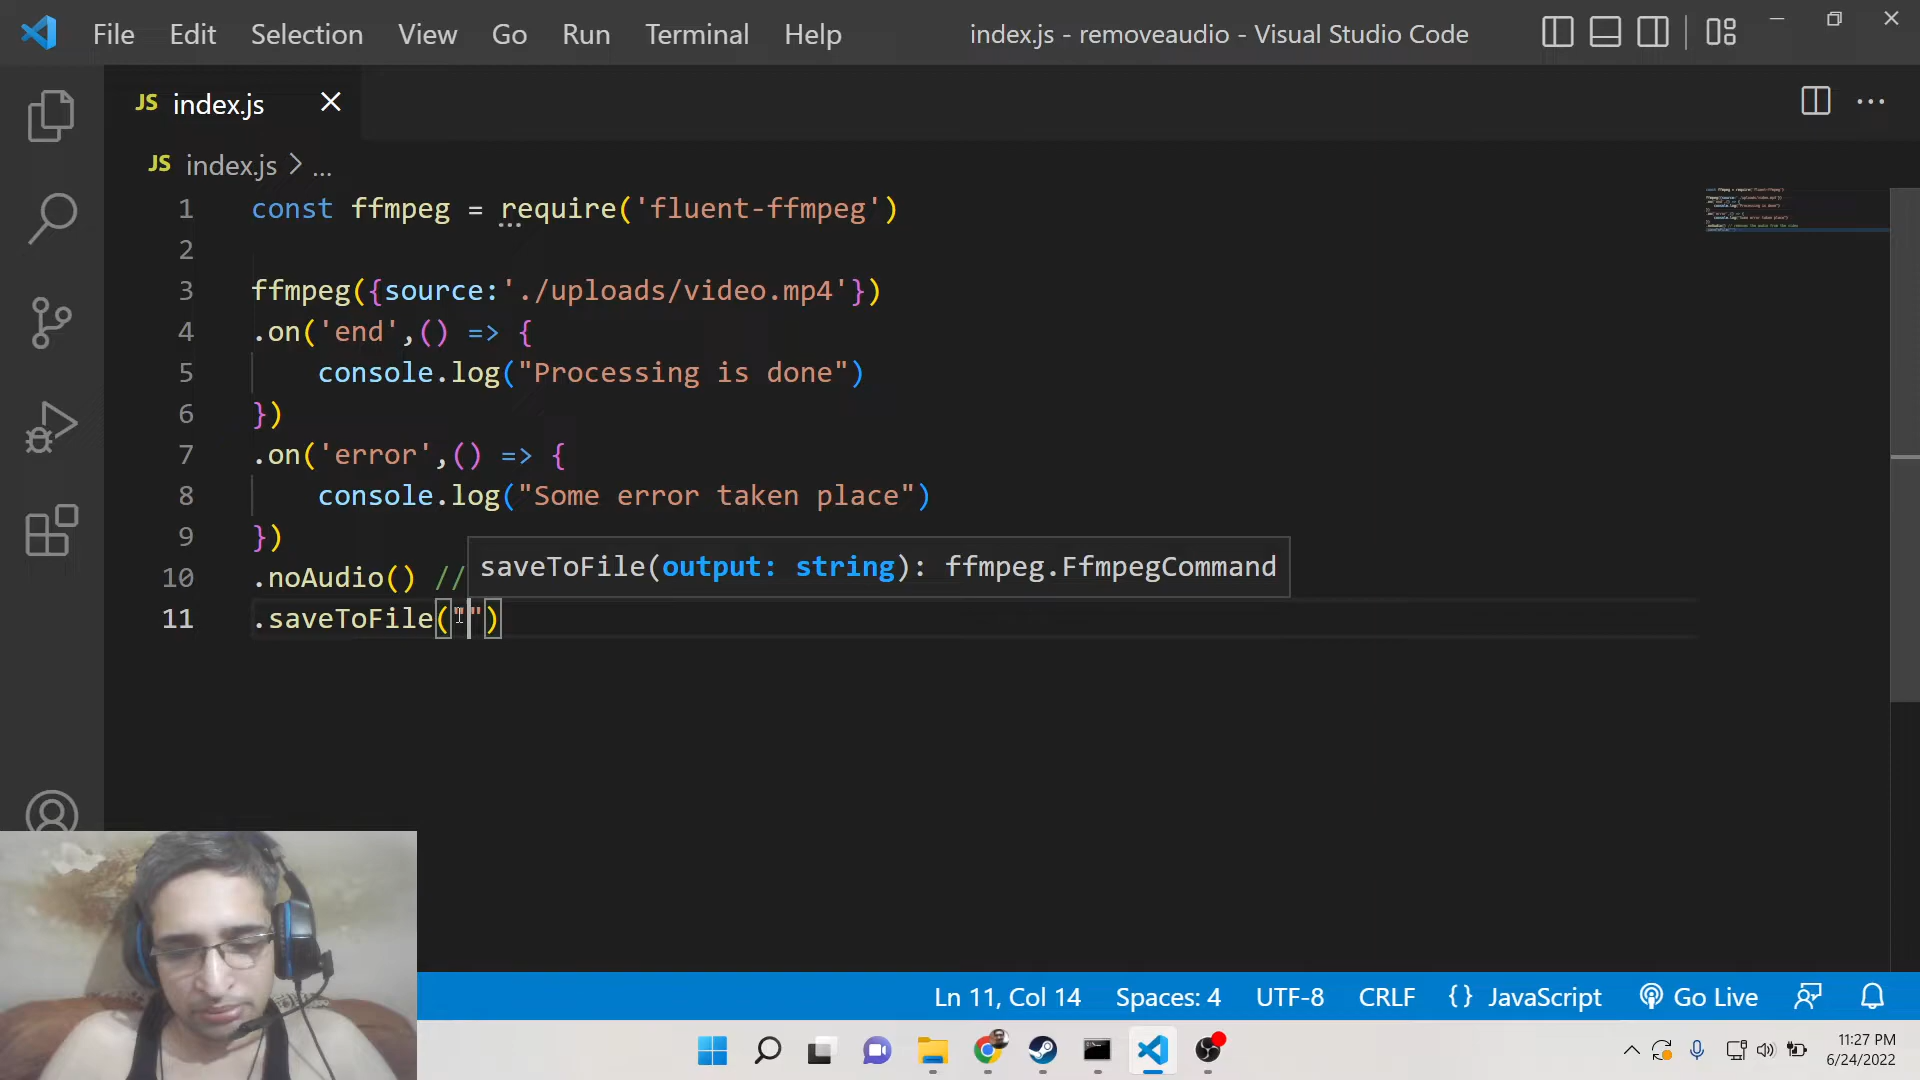 File Edit Selection View Go Run Terminal Help index.js - removeaudio - Visual Studio Code
JS index.js
JS index.js > ...
1 const ffmpeg = require('fluent-ffmpeg')
2
3 ffmpeg({source:'./uploads/video.mp4'})
4 .on('end',() => {
5 console.log("Processing is done")
6 })
7 .on('error',() => {
8 console.log("Some error taken place")
9 })
saveToFile(output: string): ffmpeg.FfmpegCommand
10 .noAudio() //
11 .saveToFile("")
Ln 11, Col 14 Spaces: 4 UTF-8 CRLF {} JavaScript Go Live
11:27 PM
6/24/2022